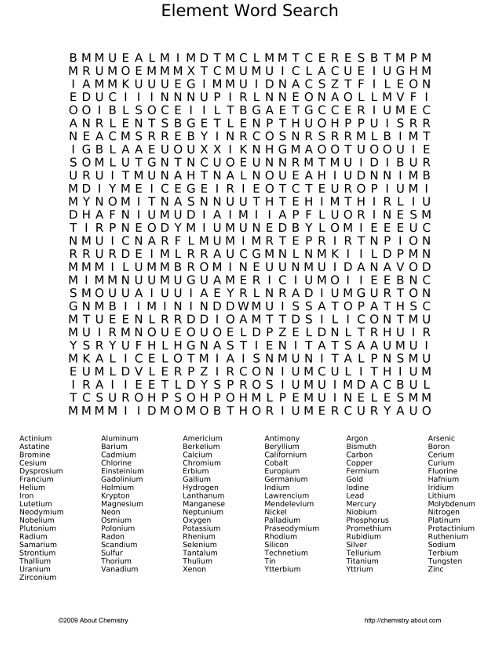 Element Word Search
B M M U E A L M I M D T M C L M M T C E R E S B T M P M
M R U M O E M M M X T C M U M U I C L A C U E I U G H M
I A M M K U U U E G I M M U I D N A C S Z T F I L E O N
E D U C I I I N N N U P I R L N N E O N A O L L M V F I
O O I B L S O C E I I L T B G A E T G C C E R I U M E C
A N R L E N T S B G E T L E N P T H U O H P P U I S R R
N E A C M S R R E B Y I N R C O S N R S R R M L B I M T
I G B L A A E U O U X X I K N H G M A O O T U O O U I E
S O M L U T G N T N C U O E U N N R M T M U I D I B U R
U R U I T M U N A H T N A L N O U E A H I U D N N I M B
M D I Y M E I C E G E I R I E O T C T E U R O P I U M I
M Y N O M I T N A S N N U U T H T E H I M T H I R L I U
D H A F N I U M U D I A I M I I A P F L U O R I N E S M
T I R P N E O D Y M I U M U N E D B Y L O M I E E E U C
N M U I C N A R F L M U M I M R T E P R I R T N P I O N
R R U R D E I M L R R A U C G M N L N M K I I L D P M N
M M M I L U M M B R O M I N E U U N M U I D A N A V O D
M I M M N U U M U G U A M E R I C I U M O I I E E B N C
S M O U U A I U U I A E Y R L N R A D I U M G U R T O N
G N M B I I M I N I N D D W M U I S S A T O P A T H S C
M T U E E N L R R D D I O A M T T D S I L I C O N T M U
M U I R M N O U E O U O E L D P Z E L D N L T R H U I R
Y S R Y U F H L H G N A S T I E N I T A T S A A U M U I
M K A L I C E L O T M I A I S N M U N I T A L P N S M U
E U M L D V L E R P Z I R C O N I U M C U L I T H I U M
I R A I I E E T L D Y S P R O S I U M U I M D A C B U L
T C S U R O H P S O H P O H M L P E M U I N E L E S M M
M M M M I I D M O M O B T H O R I U M E R C U R Y A U O
Actinium Aluminum Americium Antimony Argon Arsenic
Astatine Barium Berkelium Beryllium Bismuth Boron
Bromine Cadmium Calcium Californium Carbon Cerium
Cesium Chlorine Chromium Cobalt Copper Curium
Dysprosium Einsteinium Erbium Europium Fermium Fluorine
Francium Gadolinium Gallium Germanium Gold Hafnium
Helium Holmium Hydrogen Indium Iodine Iridium
Iron Krypton Lanthanum Lawrencium Lead Lithium
Lutetium Magnesium Manganese Mendelevium Mercury Molybdenum
Neodymium Neon Neptunium Nickel Niobium Nitrogen
Nobelium Osmium Oxygen Palladium Phosphorus Platinum
Plutonium Polonium Potassium Praseodymium Promethium Protactinium
Radium Radon Rhenium Rhodium Rubidium Ruthenium
Samarium Scandium Selenium Silicon Silver Sodium
Strontium Sulfur Tantalum Technetium Tellurium Terbium
Thallium Thorium Thulium Tin Titanium Tungsten
Uranium Vanadium Xenon Ytterbium Yttrium Zinc
Zirconium
©2009 About Chemistry http://chemistry.about.com